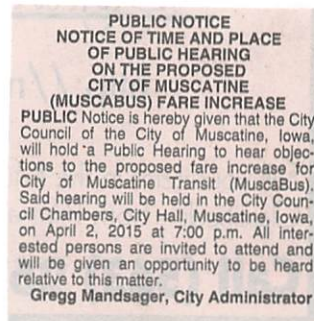 PUBLIC NOTICE
NOTICE OF TIME AND PLACE
OF PUBLIC HEARING
ON THE PROPOSED
CITY OF MUSCATINE
(MUSCABUS) FARE INCREASE
PUBLIC Notice is hereby given that the City
Council of the City of Muscatine, Iowa,
will hold a Public Hearing to hear objec-
tions to the proposed fare increase for
City of Muscatine Transit (MuscaBus).
Said hearing will be held in the City Coun-
cil Chambers, City Hall, Muscatine, Iowa,
on April 2, 2015 at 7:00 p.m. All inter-
ested persons are invited to attend and
will be given an opportunity to be heard
relative to this matter.
Gregg Mandsager, City Administrator